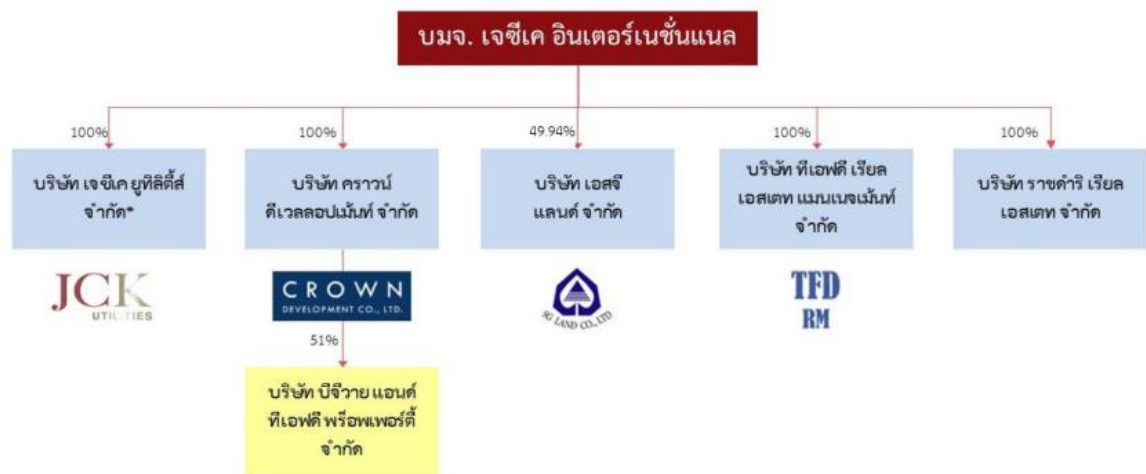 บมจ. เจซีเค อินเตอร์เนชั่นแนล
100%
100%
49.94%
100%
100%
บริษัท เจซีเค ยูทิลิตี้ส์
จำกัด*
บริษัท คราวน์
ดีเวลลอปเม้นท์ จำกัด
บริษัท เอสจี
แลนด์ จำกัด
บริษัท ทีเอฟดี เรียล
เอสเตท แมนเนจเม้นท์
จำกัด
บริษัท ราชดำริ เรียล
เอสเตท จำกัด
JCK
UTILITIES
CROWN
DEVELOPMENT CO., LTD.
SG LAND CO., LTD
TFD
RM
51%
บริษัท บีจีวาย แอนด์
ทีเอฟดี พร็อพเพอร์ตี้
จำกัด